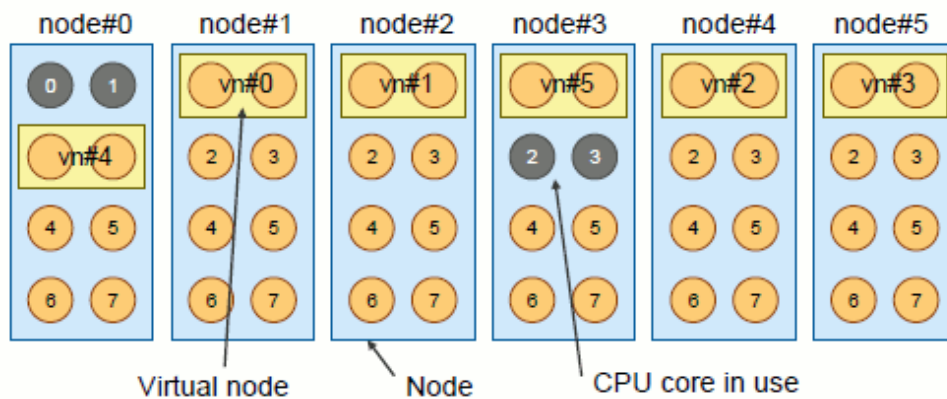 node#0 node#1 node#2 node#3 node#4 node#5
0 1 vn#0 vn#1 vn#5 vn#2 vn#3
vn#4 2 3 2 3 2 3 2 3 2 3
4 5 4 5 4 5 4 5 4 5 4 5
6 7 6 7 6 7 6 7 6 7 6 7
Virtual node Node CPU core in use